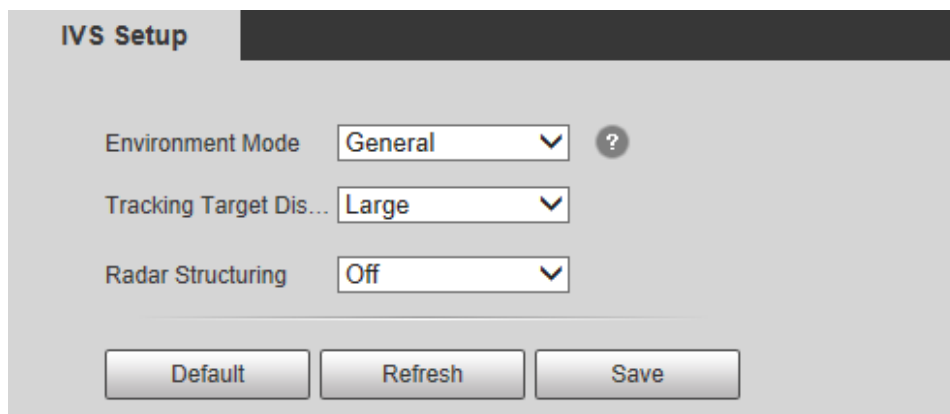 IVS Setup
Environment Mode General ?
Tracking Target Dis... Large
Radar Structuring Off
Default Refresh Save